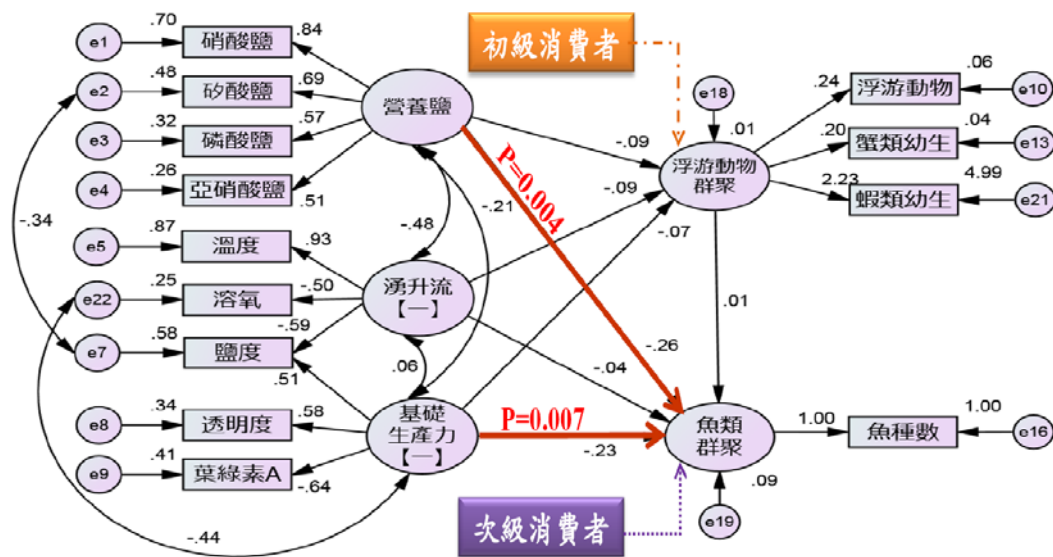 初級消費者
e1
.70
硝酸鹽
.84
e2
.48
矽酸鹽
.69
e3
.32
磷酸鹽
.57
e4
.26
亞硝酸鹽
.51
-.34
e5
.87
溫度
.93
e22
.25
溶氧
-.50
e7
.58
鹽度
-.59
.51
e8
.34
透明度
.58
e9
.41
葉綠素A
-.64
-.44
營養鹽
湧升流
【—】
基礎
生產力
【—】
-.48
-.21
.06
P=0.004
P=0.007
-.09
-.09
-.07
-.26
-.04
-.23
e18
.01
浮游動物
群聚
.01
.24
浮游動物
.06
e10
.20
蟹類幼生
.04
e13
2.23
蝦類幼生
4.99
e21
魚類
群聚
1.00
魚種數
1.00
e16
.09
e19
次級消費者